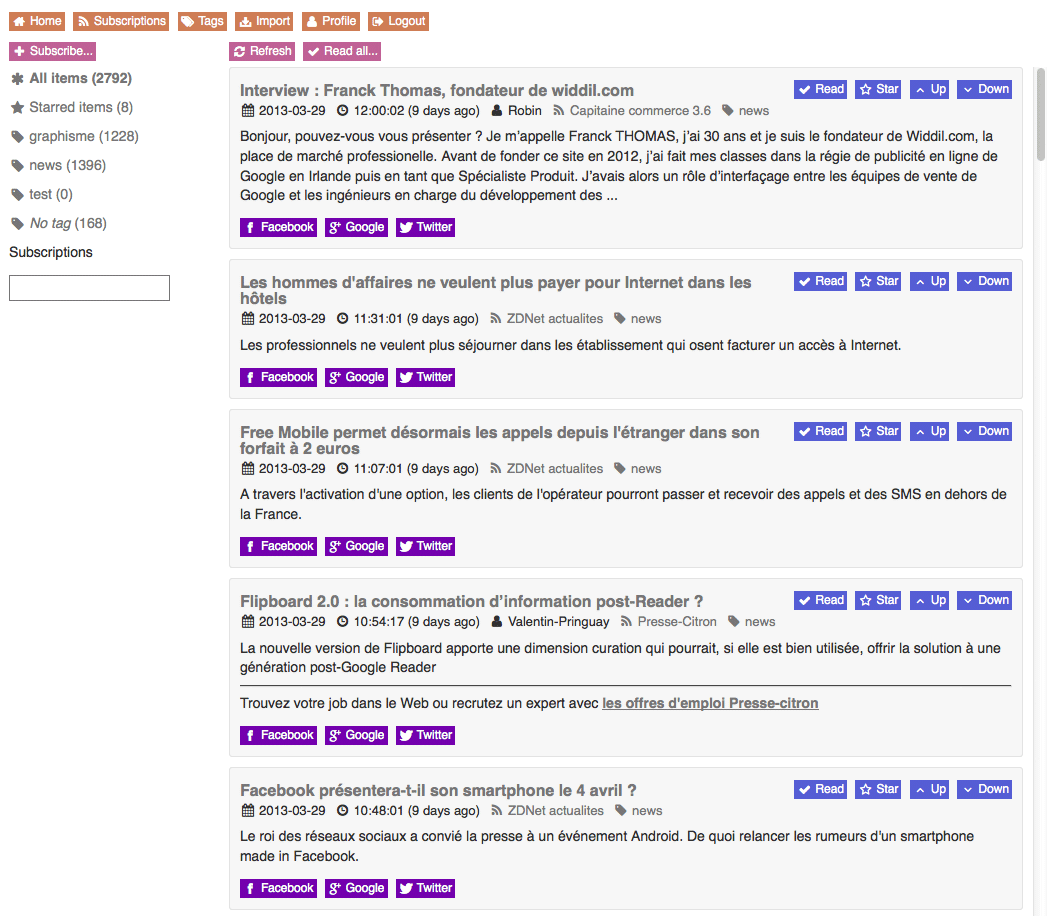 Home Subscriptions Tags Import Profile Logout
Subscribe... Refresh Read all...
All items (2792)
Starred items (8)
graphisme (1228)
news (1396)
test (0)
No tag (168)
Subscriptions
Interview : Franck Thomas, fondateur de widdil.com Read Star Up Down
2013-03-29 12:00:02 (9 days ago) Robin Capitaine commerce 3.6 news
Bonjour, pouvez-vous vous présenter ? Je m'appelle Franck THOMAS, j'ai 30 ans et je suis le fondateur de Widdil.com, la
place de marché professionelle. Avant de fonder ce site en 2012, j'ai fait mes classes dans la régie de publicité en ligne de
Google en Irlande puis en tant que Spécialiste Produit. J'avais alors un rôle d'interfaçage entre les équipes de vente de
Google et les ingénieurs en charge du développement des ...
Facebook Google Twitter
Les hommes d'affaires ne veulent plus payer pour Internet dans les Read Star Up Down
hôtels
2013-03-29 11:31:01 (9 days ago) ZDNet actualites news
Les professionnels ne veulent plus séjourner dans les établissement qui osent facturer un accès à Internet.
Facebook Google Twitter
Free Mobile permet désormais les appels depuis l'étranger dans son Read Star Up Down
forfait à 2 euros
2013-03-29 11:07:01 (9 days ago) ZDNet actualites news
A travers l'activation d'une option, les clients de l'opérateur pourront passer et recevoir des appels et des SMS en dehors de
la France.
Facebook Google Twitter
Flipboard 2.0 : la consommation d'information post-Reader ? Read Star Up Down
2013-03-29 10:54:17 (9 days ago) Valentin-Pringuay Presse-Citron news
La nouvelle version de Flipboard apporte une dimension curation qui pourrait, si elle est bien utilisée, offrir la solution à une
génération post-Google Reader
Trouvez votre job dans le Web ou recrutez un expert avec les offres d'emploi Presse-citron
Facebook Google Twitter
Facebook présentera-t-il son smartphone le 4 avril ? Read Star Up Down
2013-03-29 10:48:01 (9 days ago) ZDNet actualites news
Le roi des réseaux sociaux a convié la presse à un événement Android. De quoi relancer les rumeurs d'un smartphone
made in Facebook.
Facebook Google Twitter